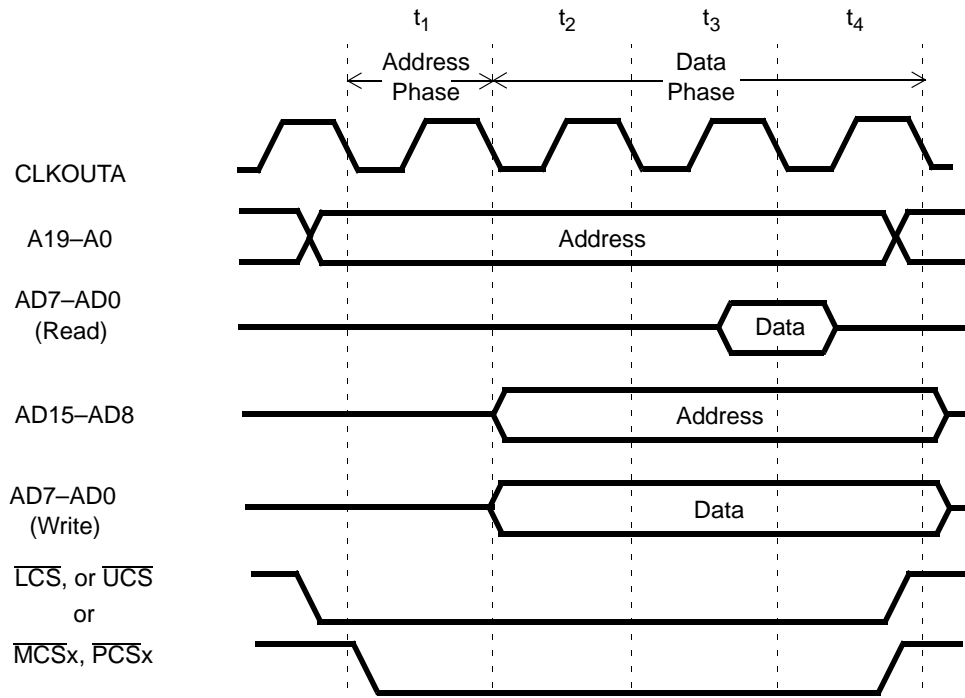 t1 t2 t3 t4
Address Phase
Data Phase
CLKOUTA
A19–A0
Address
AD7–AD0
(Read)
Data
AD15–AD8
Address
AD7–AD0
(Write)
Data
LCS, or UCS
or
MCSx, PCSx